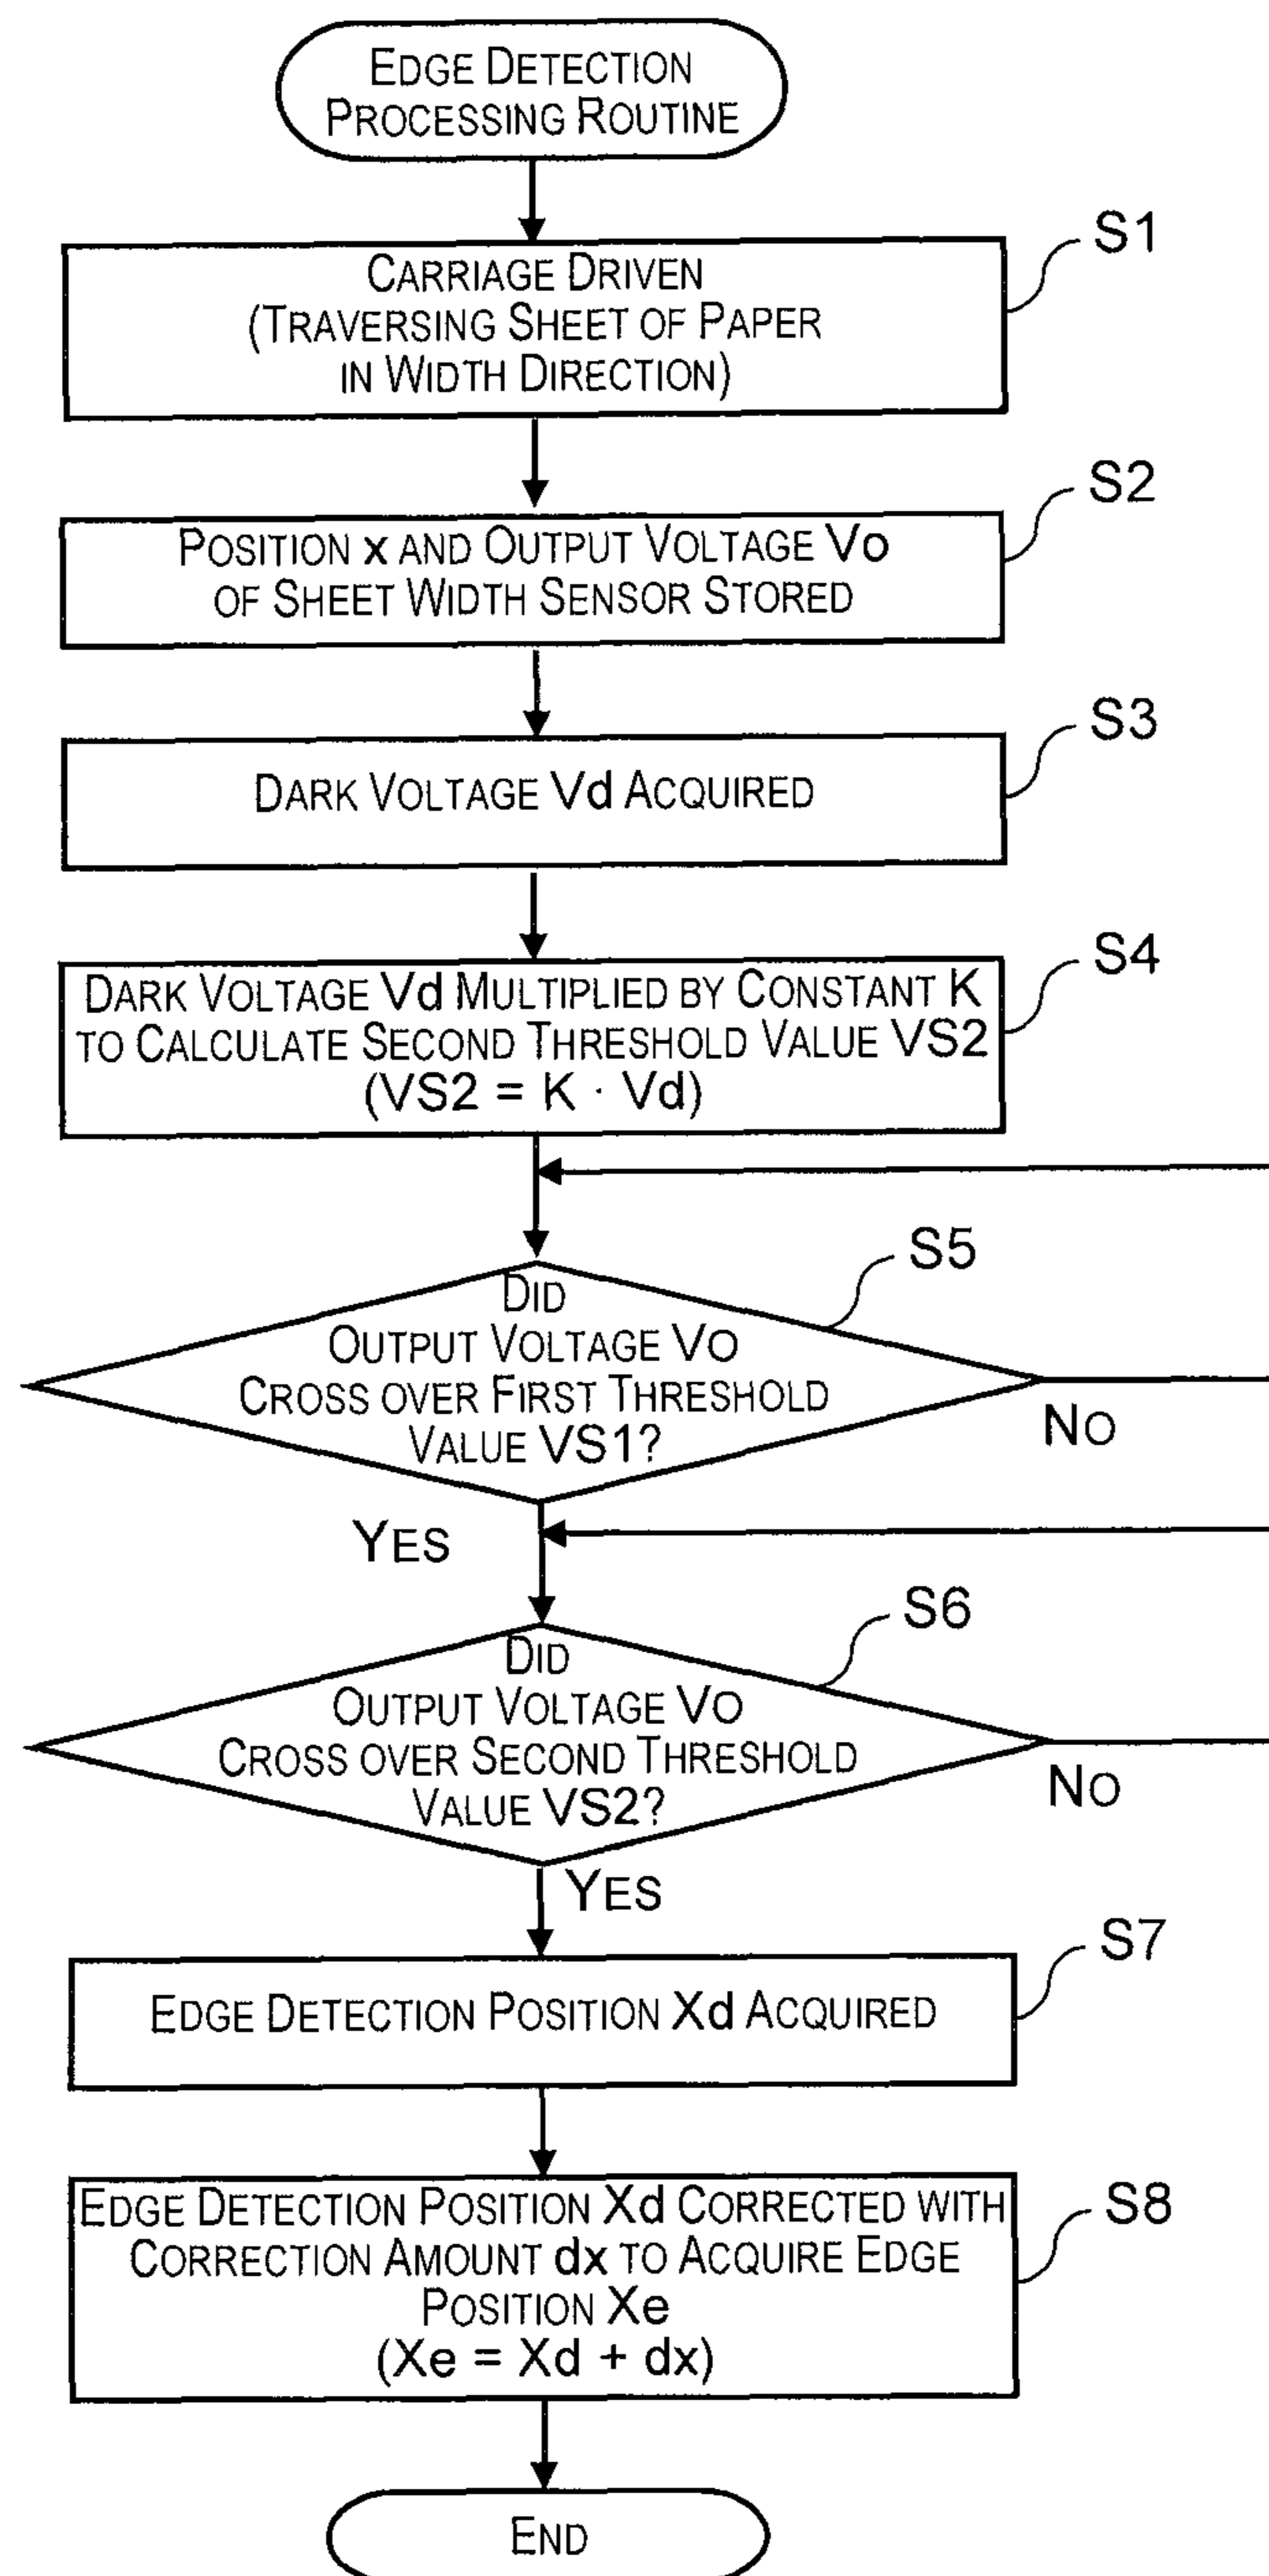 EDGE DETECTION
PROCESSING ROUTINE
S1
CARRIAGE DRIVEN
(TRAVERSING SHEET OF PAPER
IN WIDTH DIRECTION)
S2
POSITION x AND OUTPUT VOLTAGE Vo
OF SHEET WIDTH SENSOR STORED
S3
DARK VOLTAGE Vd ACQUIRED
S4
DARK VOLTAGE Vd MULTIPLIED BY CONSTANT K
TO CALCULATE SECOND THRESHOLD VALUE VS2
(VS2 = K · Vd)
S5
DID
OUTPUT VOLTAGE VO
CROSS OVER FIRST THRESHOLD
VALUE VS1?
NO
YES
S6
DID
OUTPUT VOLTAGE VO
CROSS OVER SECOND THRESHOLD
VALUE VS2?
NO
YES
S7
EDGE DETECTION POSITION Xd ACQUIRED
S8
EDGE DETECTION POSITION Xd CORRECTED WITH
CORRECTION AMOUNT dx TO ACQUIRE EDGE
POSITION Xe
(Xe = Xd + dx)
END